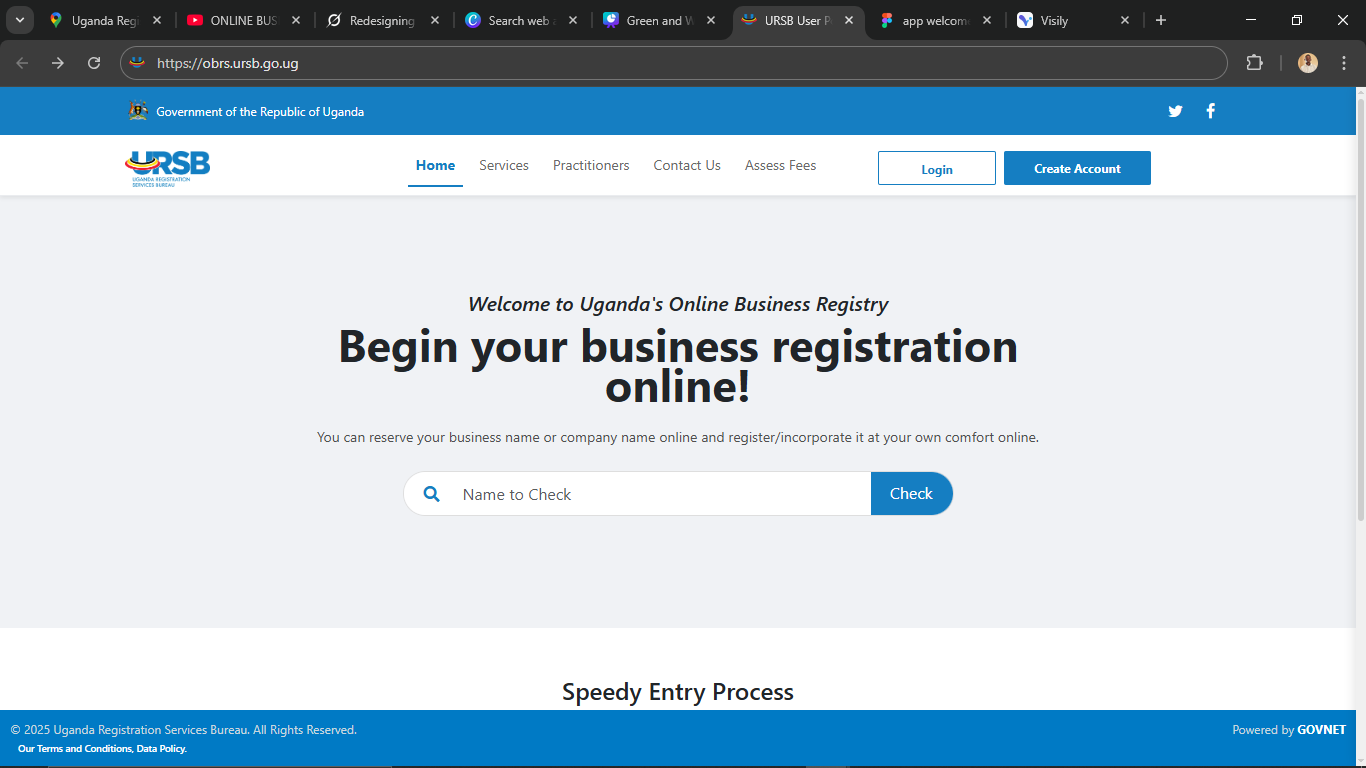 Uganda Regi
ONLINE BUS
Redesigning
Search web a
Green and W
URSB User P
app welcome
Visily
https://obrs.ursb.go.ug
Government of the Republic of Uganda
URSB
UGANDA REGISTRATION
SERVICES BUREAU
Home
Services
Practitioners
Contact Us
Assess Fees
Login
Create Account
Welcome to Uganda's Online Business Registry
Begin your business registration
online!
You can reserve your business name or company name online and register/incorporate it at your own comfort online.
Name to Check
Check
Speedy Entry Process
© 2025 Uganda Registration Services Bureau. All Rights Reserved.
Our Terms and Conditions, Data Policy.
Powered by GOVNET